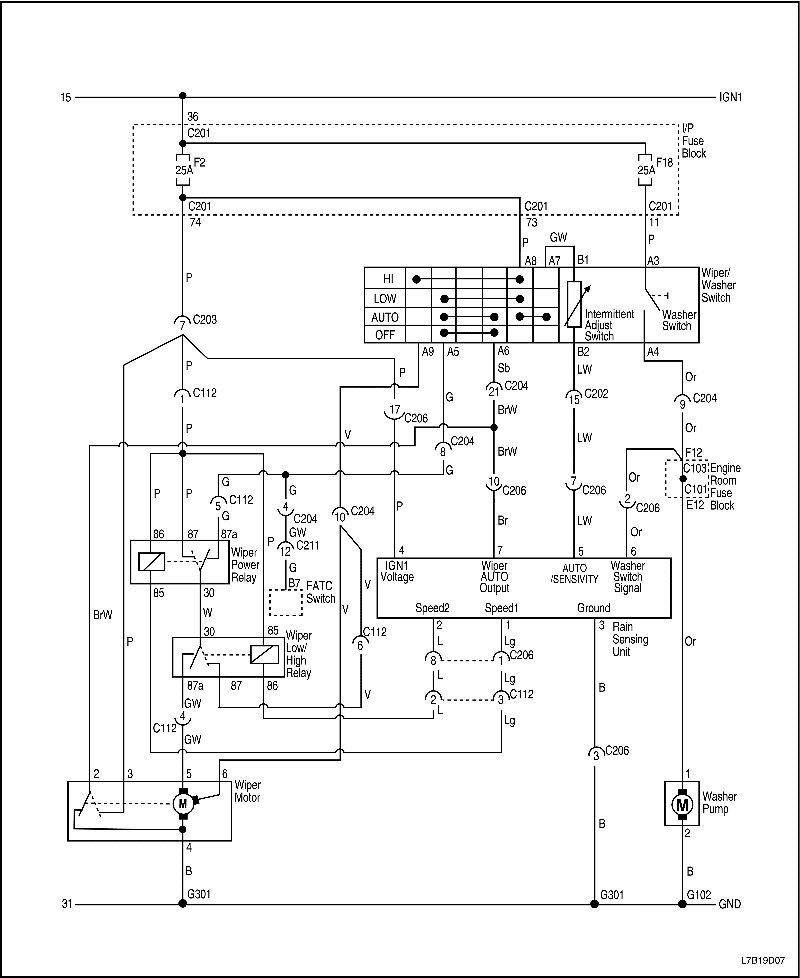 15
IGN1
36
C201
I/P
Fuse
Block
F2
25A
F18
25A
C201
C201
C201
74
73
11
P
P
P
GW
A8
A7
B1
A3
HI
LOW
AUTO
OFF
Wiper/
Washer
Switch
Intermittent
Adjust
Switch
Washer
Switch
C203
7
A9
A5
A6
B2
A4
P
P
Sb
LW
Or
C112
1
C204
21
C202
15
C204
9
G
BrW
17
C206
P
V
Or
C204
8
BrW
LW
F12
C103
Engine
Room
Fuse
Block
C101
E12
G
G
G
P
P
C112
5
G
C204
4
C204
10
10
C206
7
C206
Or
2
C206
GW
C211
12
P
P
Br
LW
Or
86
87
87a
Wiper
Power
Relay
G
B7
FATC
Switch
4
7
5
6
IGN1
Voltage
Wiper
AUTO
Output
AUTO
/SENSIVITY
Washer
Switch
Signal
Speed2
Speed1
Ground
85
30
V
BrW
W
V
2
1
3
Rain
Sensing
Unit
30
85
Wiper
Low/
High
Relay
C112
6
L
Lg
P
Or
8
1
C206
87a
87
86
L
Lg
B
GW
V
2
3
C112
4
C112
L
Lg
GW
3
C206
2
3
5
6
Wiper
Motor
M
1
M
Washer
Pump
2
4
B
B
B
31
G301
G301
G102
GND
L7B19D07